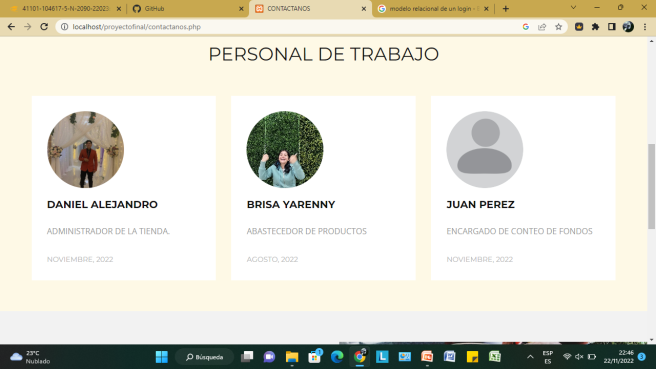 41101-104617-5-N-2090-22023
GitHub
CONTACTANOS
modelo relacional de un login -
localhost/proyectofinal/contactanos.php
PERSONAL DE TRABAJO
DANIEL ALEJANDRO
ADMINISTRADOR DE LA TIENDA.
NOVIEMBRE, 2022
BRISA YARENNY
ABASTECEDOR DE PRODUCTOS
AGOSTO, 2022
JUAN PEREZ
ENCARGADO DE CONTEO DE FONDOS
NOVIEMBRE, 2022
23°C
Nublado
Búsqueda
ESP
ES
22:46
22/11/2022